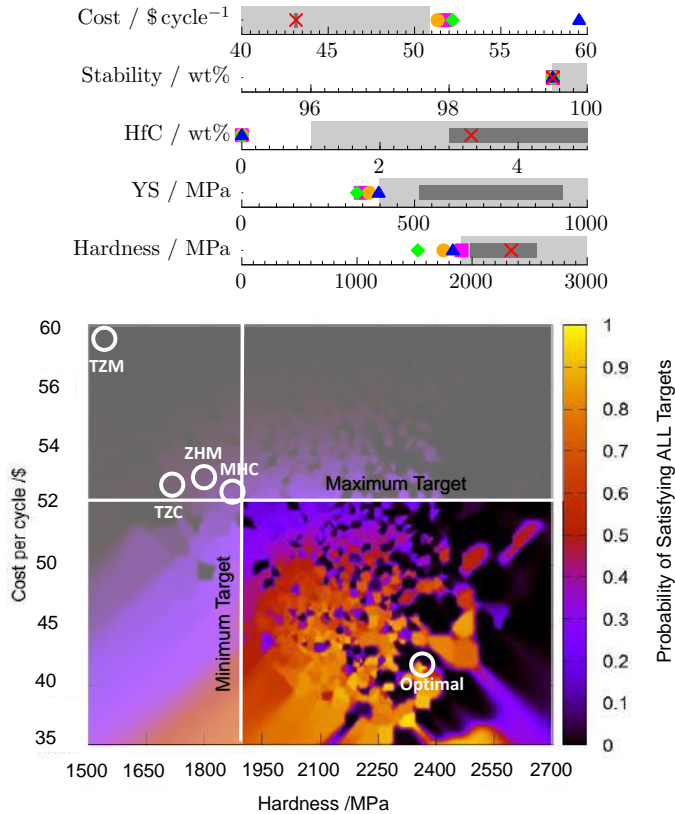 Cost / $ cycle⁻¹
40 45 50 55 60
Stability / wt%
96 98 100
HfC / wt%
0 2 4
YS / MPa
0 500 1000
Hardness / MPa
0 1000 2000 3000
60
56
54
52
50
45
40
35
Cost per cycle /$
TZM
ZHM
MHC
TZC
Maximum Target
Minimum Target
Optimal
1500 1650 1800 1950 2100 2250 2400 2550 2700
Hardness /MPa
1
0.9
0.8
0.7
0.6
0.5
0.4
0.3
0.2
0.1
0
Probability of Satisfying ALL Targets